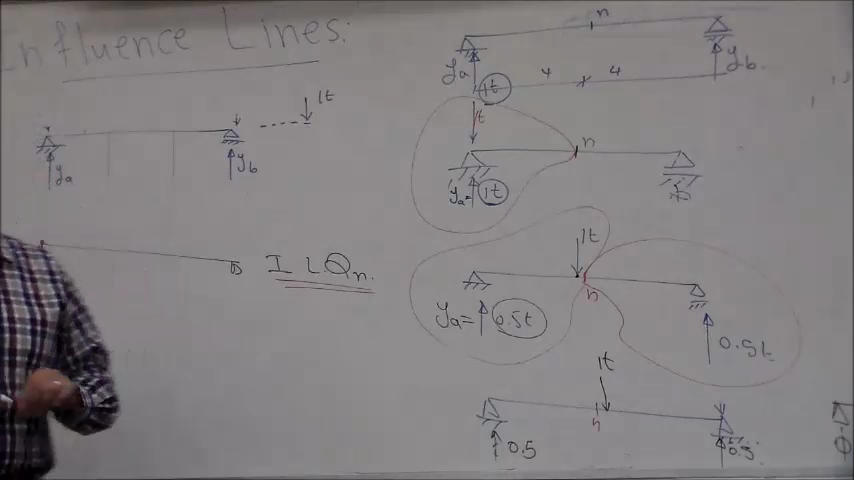 Influence Lines:
1t
ya
yb
I L Qn.
n
ya
yb.
4 4
1t
1t
n
ya= 1t
1t
n
ya= 0.5t
0.5t
1t
n
0.5
0.5